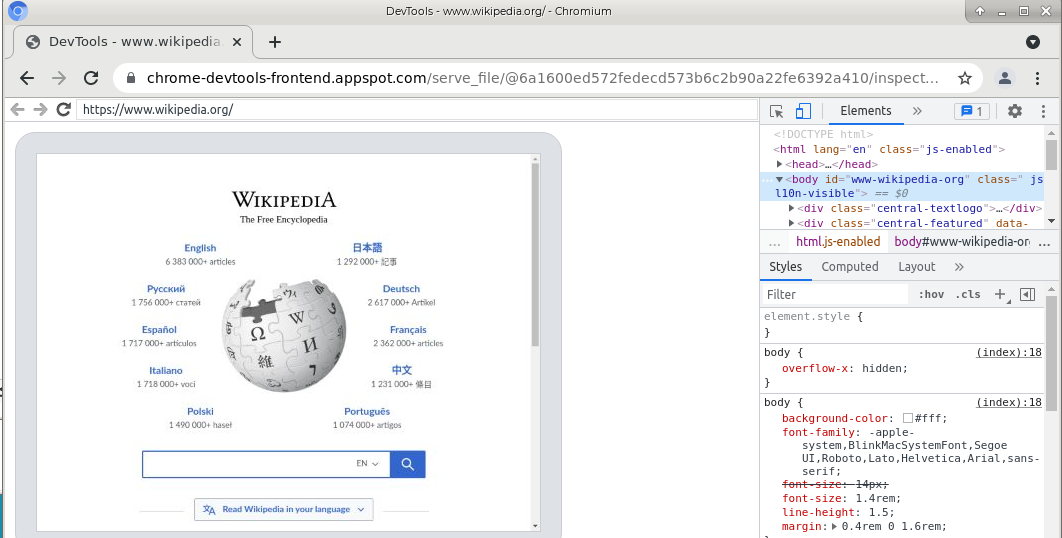 DevTools - www.wikipedia.org/ - Chromium
DevTools - www.wikipedia.
chrome-devtools-frontend.appspot.com/serve_file/@6a1600ed572fedecd573b6c2b90a22fe6392a410/inspect...
https://www.wikipedia.org/
WIKIPEDIA
The Free Encyclopedia
English
6 383 000+ articles
日本語
1 292 000+ 記事
Русский
1 756 000+ статей
Deutsch
2 617 000+ Artikel
Español
1 717 000+ artículos
Français
2 362 000+ articles
Italiano
1 718 000+ voci
中文
1 231 000+ 條目
Polski
1 490 000+ haseł
Português
1 074 000+ artigos
Ω W И 維
EN
Read Wikipedia in your language
Elements
1
<!DOCTYPE html>
<html lang="en" class="js-enabled">
<head>…</head>
<body id="www-wikipedia-org" class=" js
l10n-visible"> == $0
<div class="central-textlogo">…</div>
<div class="central-featured" data-
... html.js-enabled body#www-wikipedia-or ...
Styles Computed Layout
Filter :hov .cls
element.style {
}
body { (index):18
overflow-x: hidden;
}
body { (index):18
background-color: #fff;
font-family: -apple-
system,BlinkMacSystemFont,Segoe
UI,Roboto,Lato,Helvetica,Arial,sans-
serif;
font-size: 14px;
font-size: 1.4rem;
line-height: 1.5;
margin: 0.4rem 0 1.6rem;